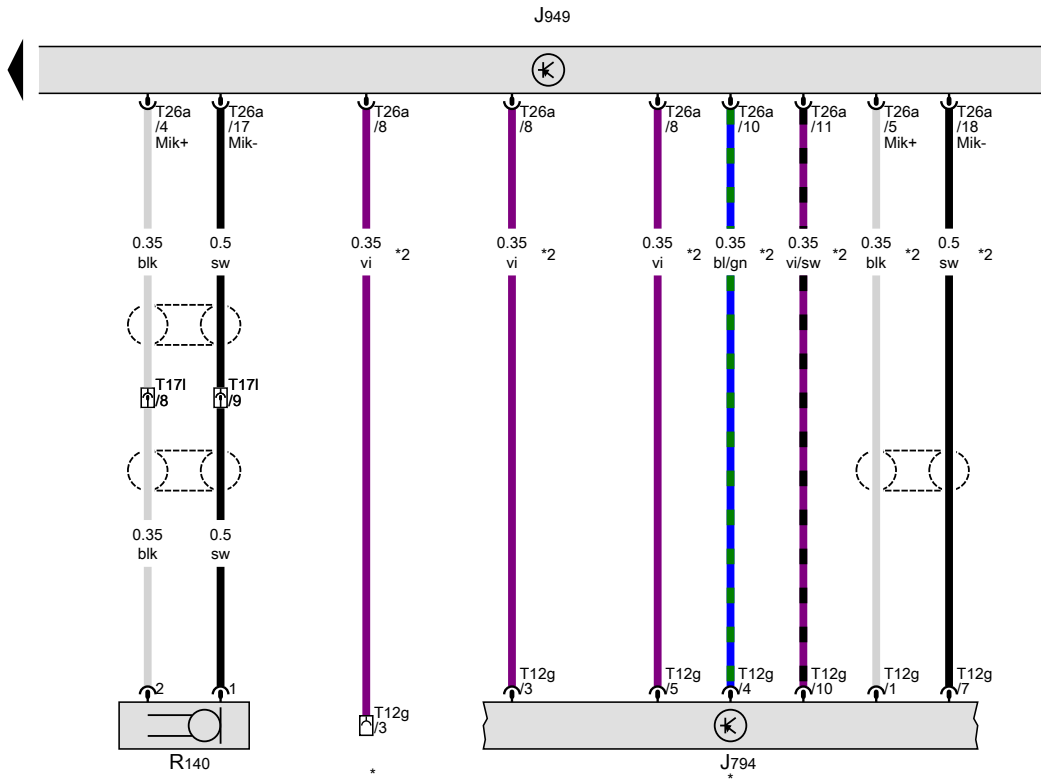 J949
T26a /4 Mik+
T26a /17 Mik-
T26a /8
T26a /8
T26a /8
T26a /10
T26a /11
T26a /5 Mik+
T26a /18 Mik-
0.35 blk
0.5 sw
0.35 vi *2
0.35 vi *2
0.35 vi *2
0.35 bl/gn *2
0.35 vi/sw *2
0.35 blk *2
0.5 sw *2
T17l /8
T17l /9
0.35 blk
0.5 sw
2
1
T12g /3
T12g /3
T12g /5
T12g /4
T12g /10
T12g /1
T12g /7
R140
*
J794
*